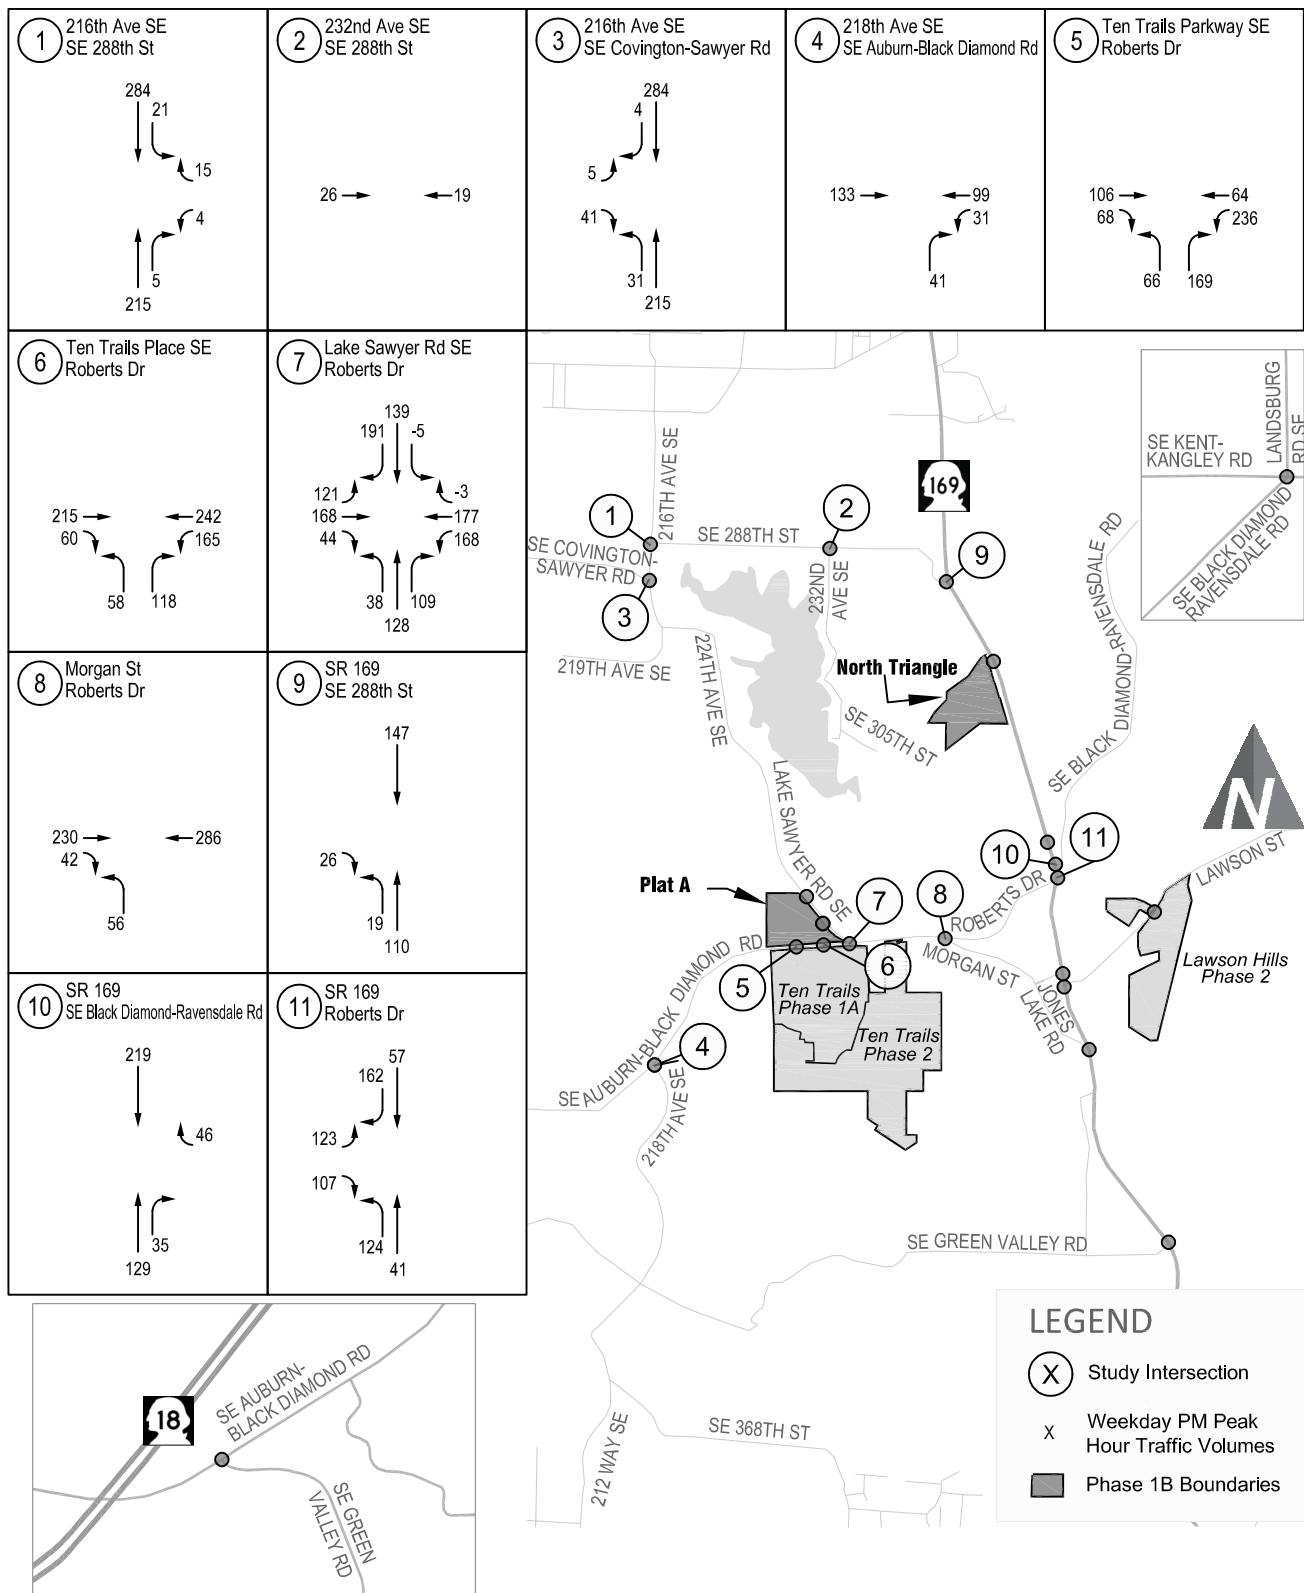 1
216th Ave SE
SE 288th St
284
21
15
4
5
215
2
232nd Ave SE
SE 288th St
26
19
3
216th Ave SE
SE Covington-Sawyer Rd
4
284
5
41
31
215
4
218th Ave SE
SE Auburn-Black Diamond Rd
133
99
31
41
5
Ten Trails Parkway SE
Roberts Dr
106
64
68
236
66
169
6
Ten Trails Place SE
Roberts Dr
215
242
60
165
58
118
7
Lake Sawyer Rd SE
Roberts Dr
139
191
-5
121
-3
168
177
44
168
38
109
128
8
Morgan St
Roberts Dr
230
286
42
56
9
SR 169
SE 288th St
147
26
19
110
10
SR 169
SE Black Diamond-Ravensdale Rd
219
46
35
129
11
SR 169
Roberts Dr
57
162
123
107
124
41
216TH AVE SE
1
SE 288TH ST
2
SE COVINGTON-
SAWYER RD
3
232ND
AVE SE
169
9
219TH AVE SE
224TH AVE SE
North Triangle
SE 305TH ST
SE BLACK DIAMOND-RAVENSDALE RD
LANDSBURG
RD SE
SE KENT-
KANGLEY RD
SE BLACK DIAMOND
RAVENSDALE RD
N
LAKE SAWYER RD SE
10
11
Plat A
7
8
ROBERTS DR
LAWSON ST
MORGAN ST
5
6
JONES
LAKE RD
Lawson Hills
Phase 2
Ten Trails
Phase 1A
Ten Trails
Phase 2
SE AUBURN-BLACK DIAMOND RD
4
218TH AVE SE
SE GREEN VALLEY RD
212 WAY SE
SE 368TH ST
18
SE AUBURN-
BLACK DIAMOND RD
SE GREEN
VALLEY RD
LEGEND
X
Study Intersection
X
Weekday PM Peak
Hour Traffic Volumes
Phase 1B Boundaries